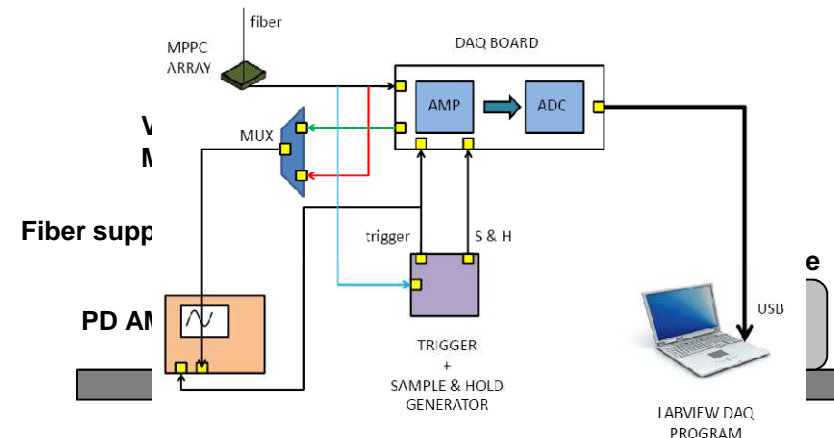 fiber
MPPC
ARRAY
DAQ BOARD
AMP
ADC
MUX
V
M
Fiber supp
trigger
S & H
e
PD AM
USB
TRIGGER
+
SAMPLE & HOLD
GENERATOR
LABVIEW DAQ
PROGRAM